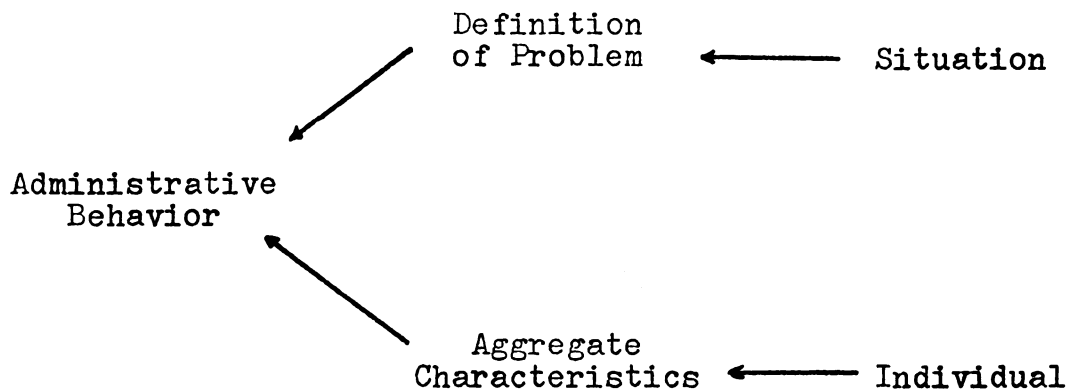 Definition
of Problem
Situation
Administrative
Behavior
Aggregate
Characteristics
Individual